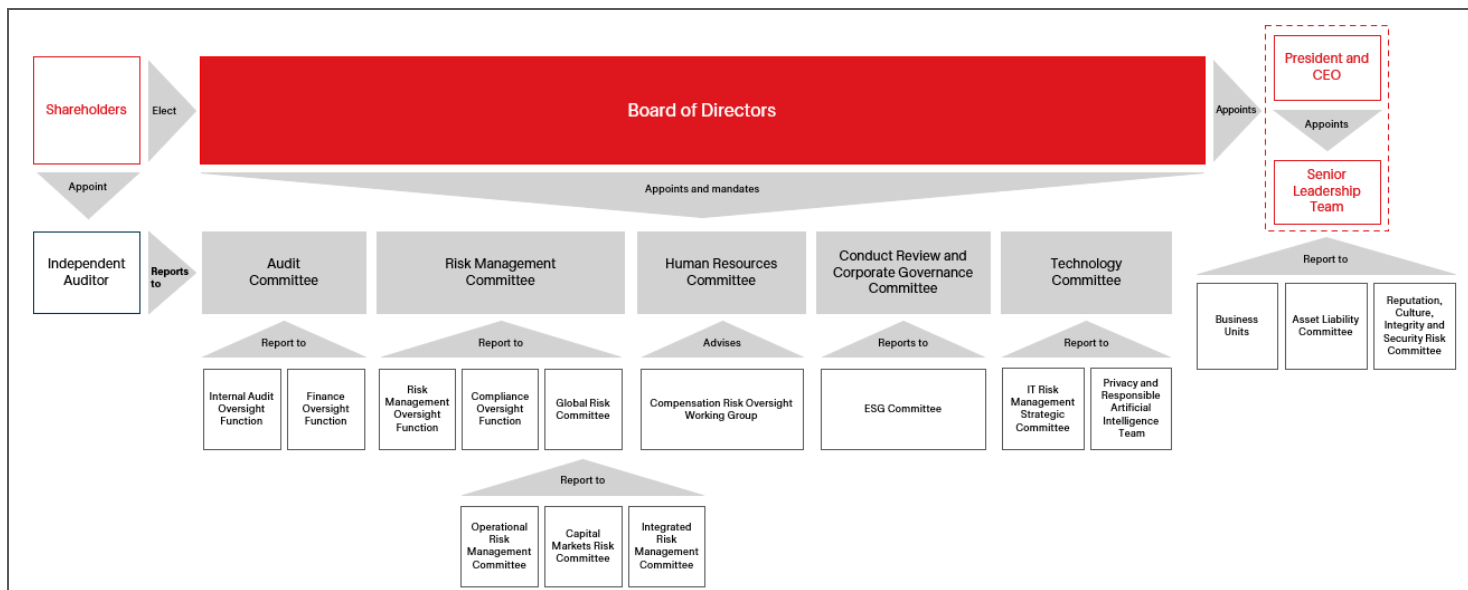 President and
CEO
Shareholders
Elect
Board of Directors
Appoints
Appoints
Appoint
Appoints and mandates
Senior
Leadership
Team
Independent
Auditor
Reports
to
Audit
Committee
Risk Management
Committee
Human Resources
Committee
Conduct Review and
Corporate Governance
Committee
Technology
Committee
Report to
Business
Units
Asset Liability
Committee
Reputation,
Culture,
Integrity and
Security Risk
Committee
Report to
Report to
Advises
Reports to
Report to
Internal Audit
Oversight
Function
Finance
Oversight
Function
Risk
Management
Oversight
Function
Compliance
Oversight
Function
Global Risk
Committee
Compensation Risk Oversight
Working Group
ESG Committee
IT Risk
Management
Strategic
Committee
Privacy and
Responsible
Artificial
Intelligence
Team
Report to
Operational
Risk
Management
Committee
Capital
Markets Risk
Committee
Integrated
Risk
Management
Committee